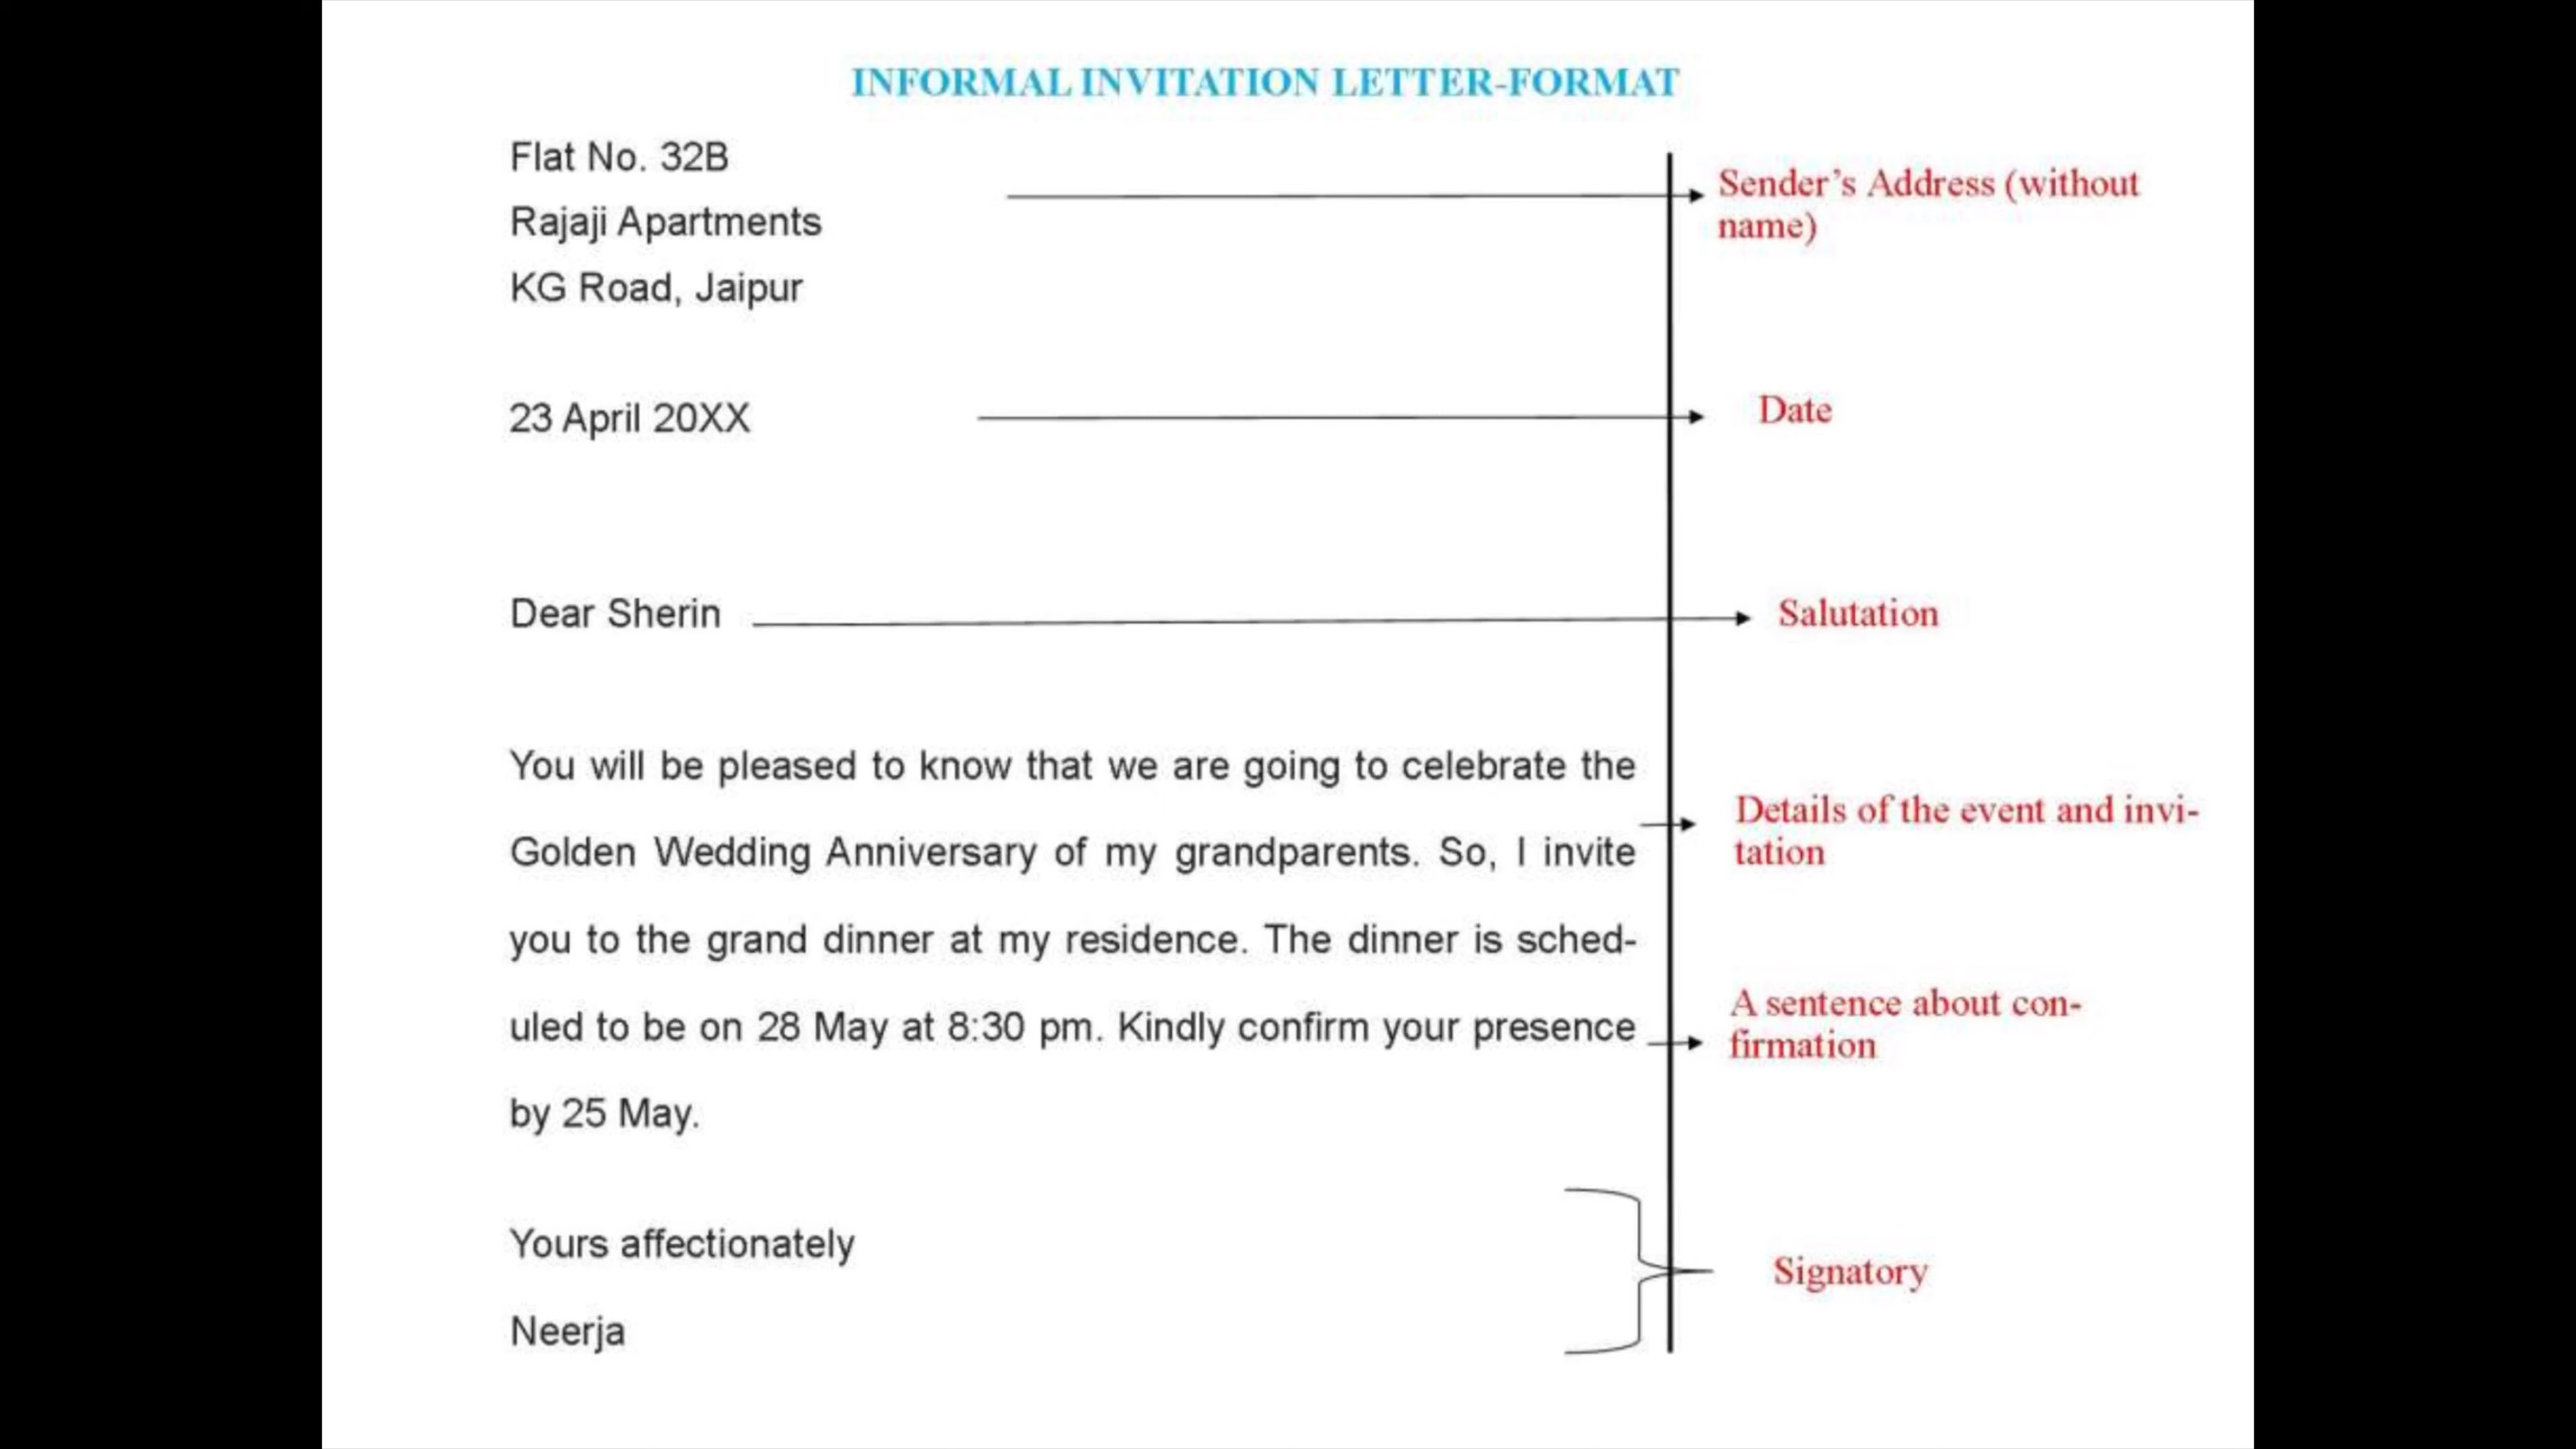 INFORMAL INVITATION LETTER-FORMAT
Flat No. 32B
Rajaji Apartments
KG Road, Jaipur
Sender's Address (without
name)
23 April 20XX
Date
Dear Sherin
Salutation
You will be pleased to know that we are going to celebrate the
Golden Wedding Anniversary of my grandparents. So, I invite
you to the grand dinner at my residence. The dinner is sched-
uled to be on 28 May at 8:30 pm. Kindly confirm your presence
by 25 May.
Details of the event and invi-
tation
A sentence about con-
firmation
Yours affectionately
Neerja
Signatory